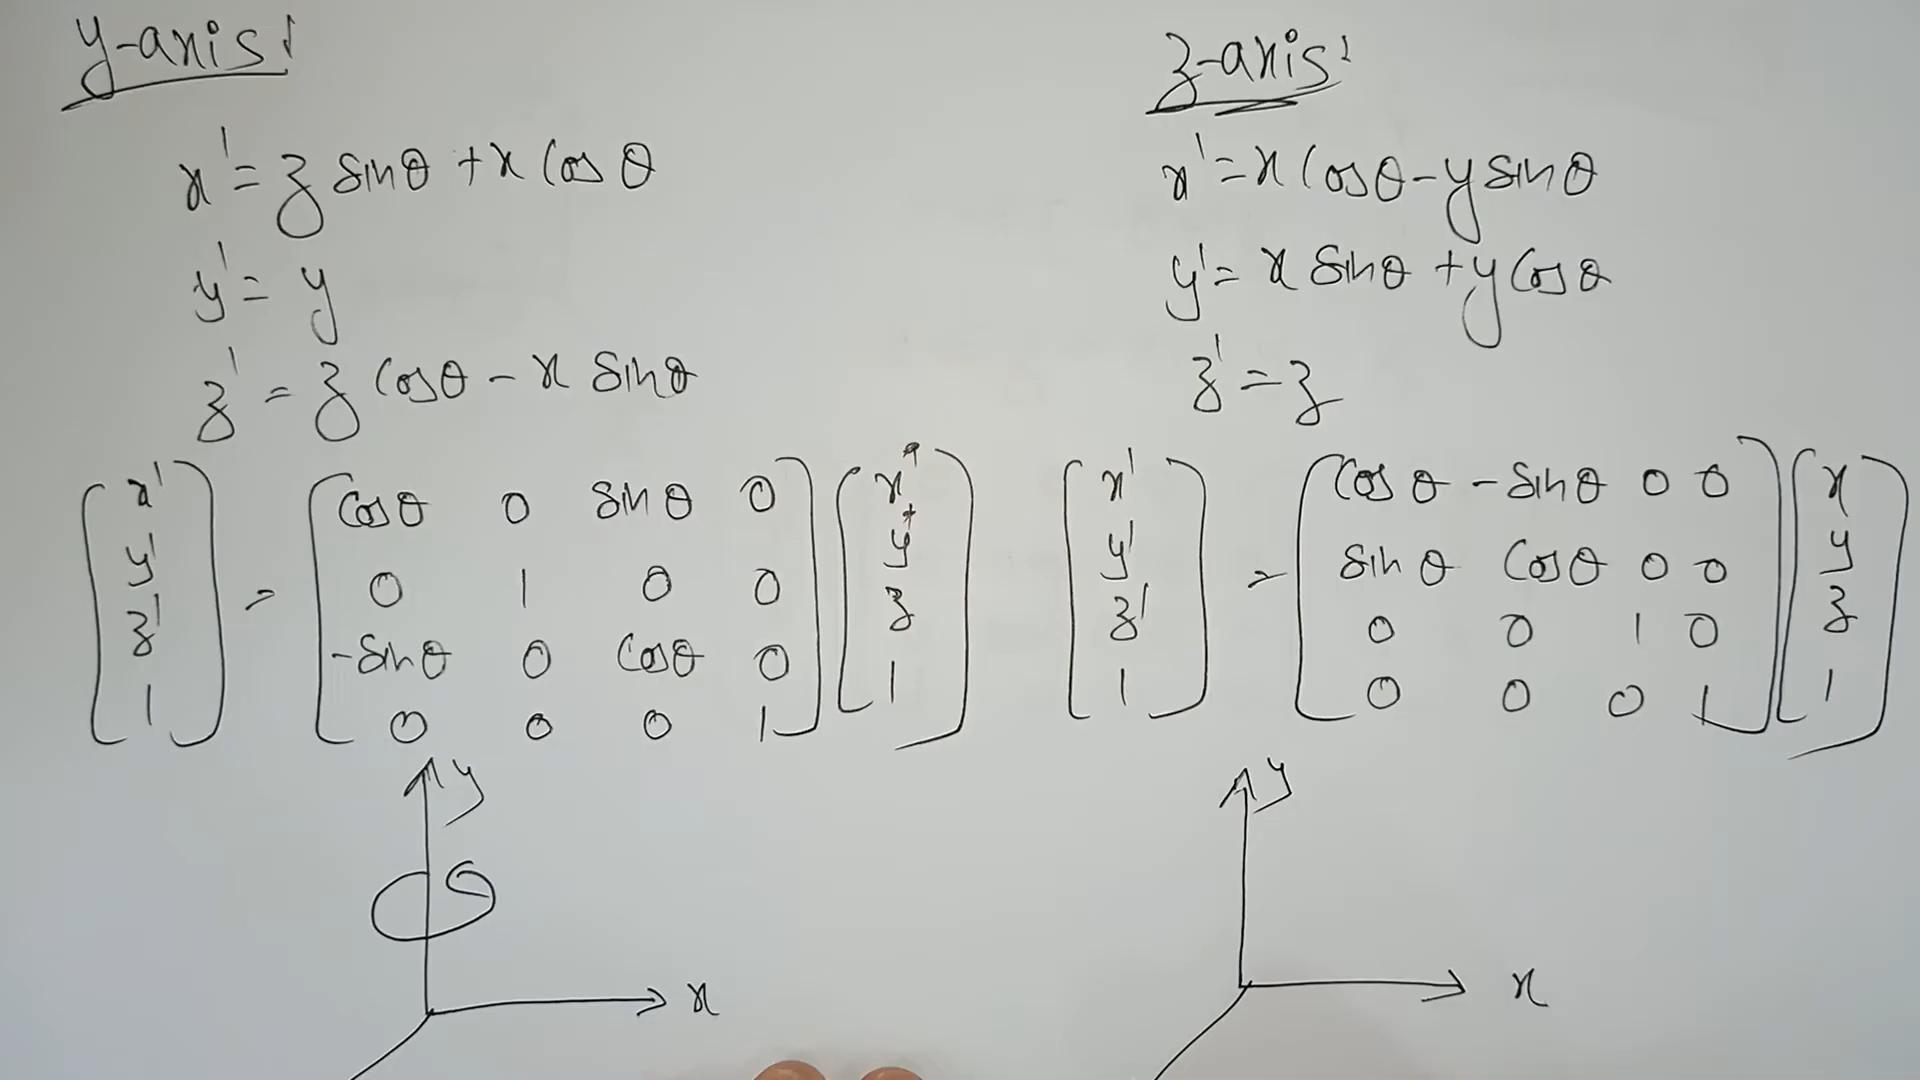 y-axis:
x' = z sinθ + x cosθ
y' = y
z' = z cosθ - x sinθ
[x' y' z' 1] = [cosθ 0 sinθ 0
0 1 0 0
-sinθ 0 cosθ 0
0 0 0 1] [x y z 1]
y
x
z-axis:
x' = x cosθ - y sinθ
y' = x sinθ + y cosθ
z' = z
[x' y' z' 1] = [cosθ -sinθ 0 0
sinθ cosθ 0 0
0 0 1 0
0 0 0 1] [x y z 1]
y
x